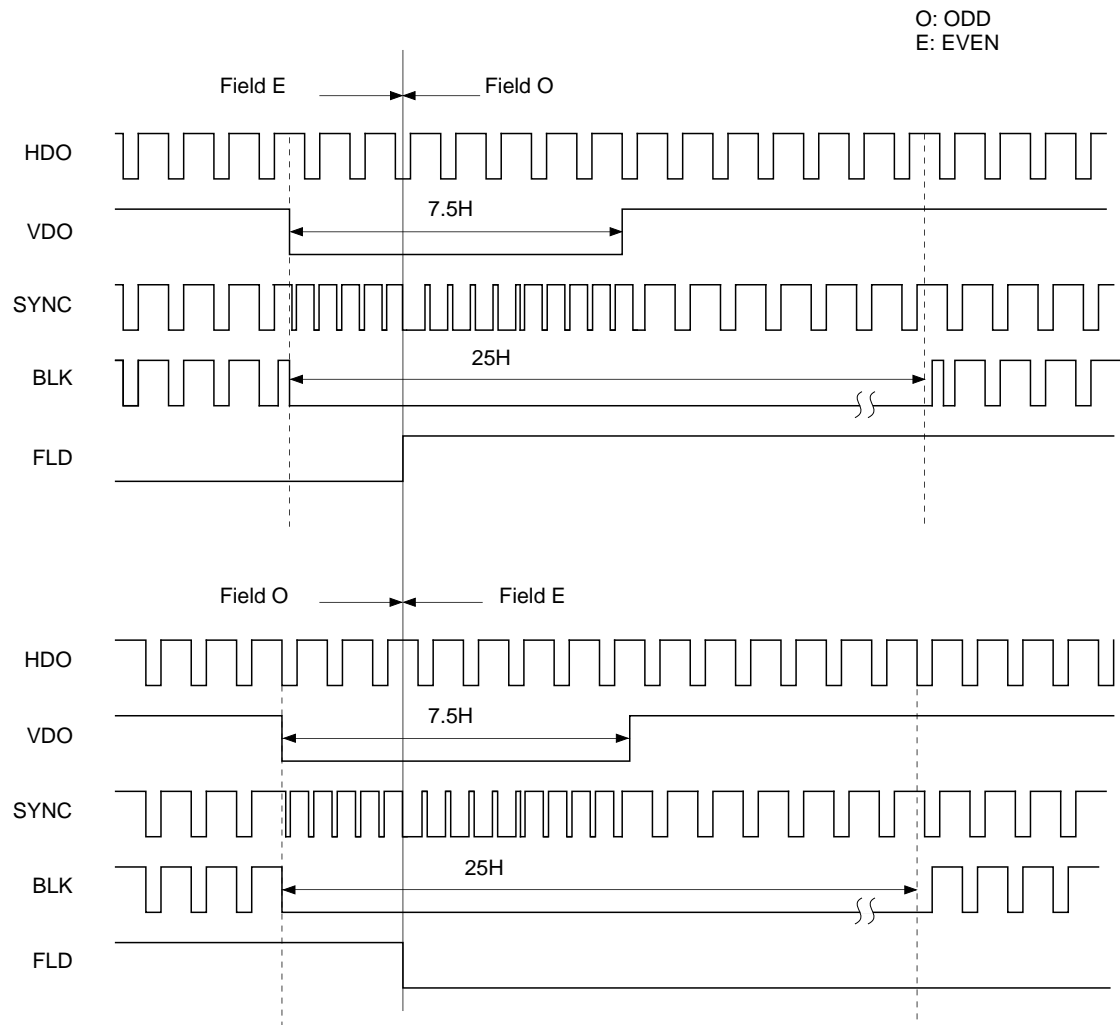 O: ODD
E: EVEN
Field E
Field O
HDO
7.5H
VDO
SYNC
25H
BLK
FLD
Field O
Field E
HDO
7.5H
VDO
SYNC
25H
BLK
FLD